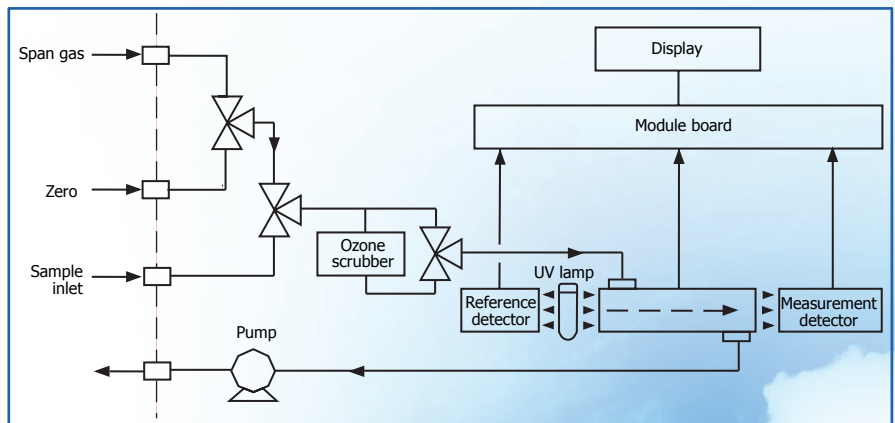 Span gas
Display
Module board
Zero
Ozone
scrubber
Sample
inlet
UV lamp
Reference
detector
Measurement
detector
Pump